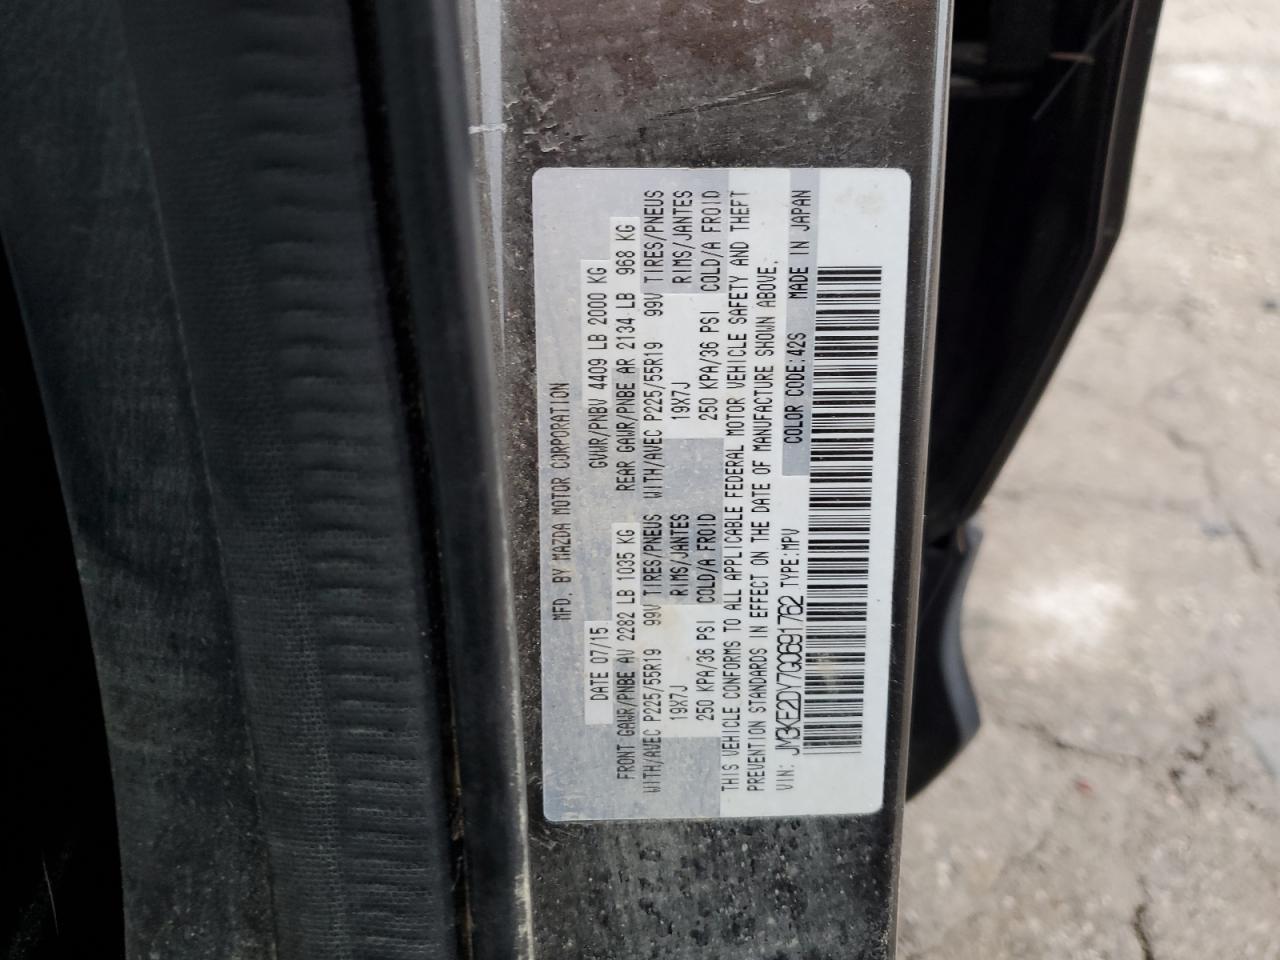 MFD. BY MAZDA MOTOR CORPORATION
DATE 07/15 GVWR/PNBV 4409 LB 2000 KG
FRONT GAWR/PNBE AV 2282 LB 1035 KG REAR GAWR/PNBE AR 2134 LB 968 KG
WITH/AVEC P225/55R19 99V TIRES/PNEUS WITH/AVEC P225/55R19 99V TIRES/PNEUS
19X7J RIMS/JANTES 19X7J RIMS/JANTES
250 KPA/36 PSI COLD/A FROID 250 KPA/36 PSI COLD/A FROID
THIS VEHICLE CONFORMS TO ALL APPLICABLE FEDERAL MOTOR VEHICLE SAFETY AND THEFT
PREVENTION STANDARDS IN EFFECT ON THE DATE OF MANUFACTURE SHOWN ABOVE.
VIN: JM3KE2DY7G0691762 TYPE:MPV COLOR CODE:42S MADE IN JAPAN